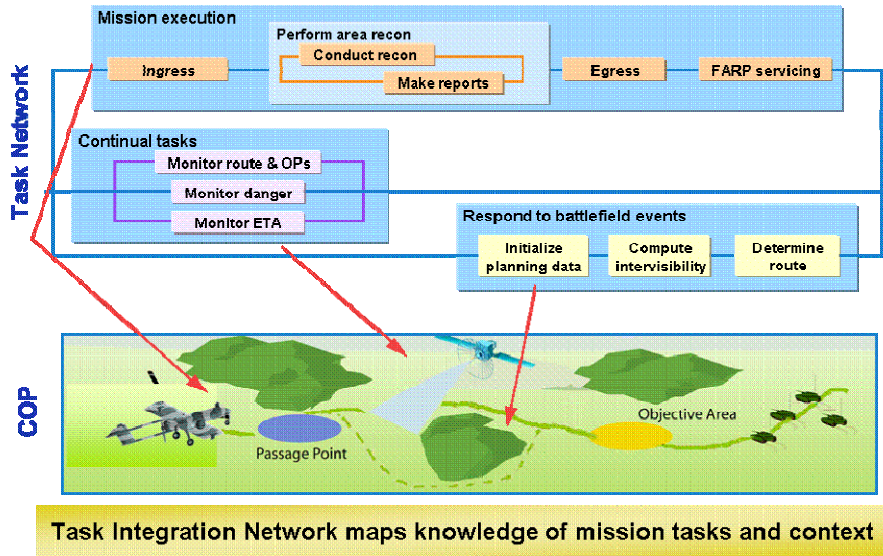 Mission execution
Perform area recon
Conduct recon
Make reports
Ingress
Egress
FARP servicing
Task Network
Continual tasks
Monitor route & OPs
Monitor danger
Monitor ETA
Respond to battlefield events
Initialize
planning data
Compute
intervisibility
Determine
route
COP
Passage Point
Objective Area
Task Integration Network maps knowledge of mission tasks and context